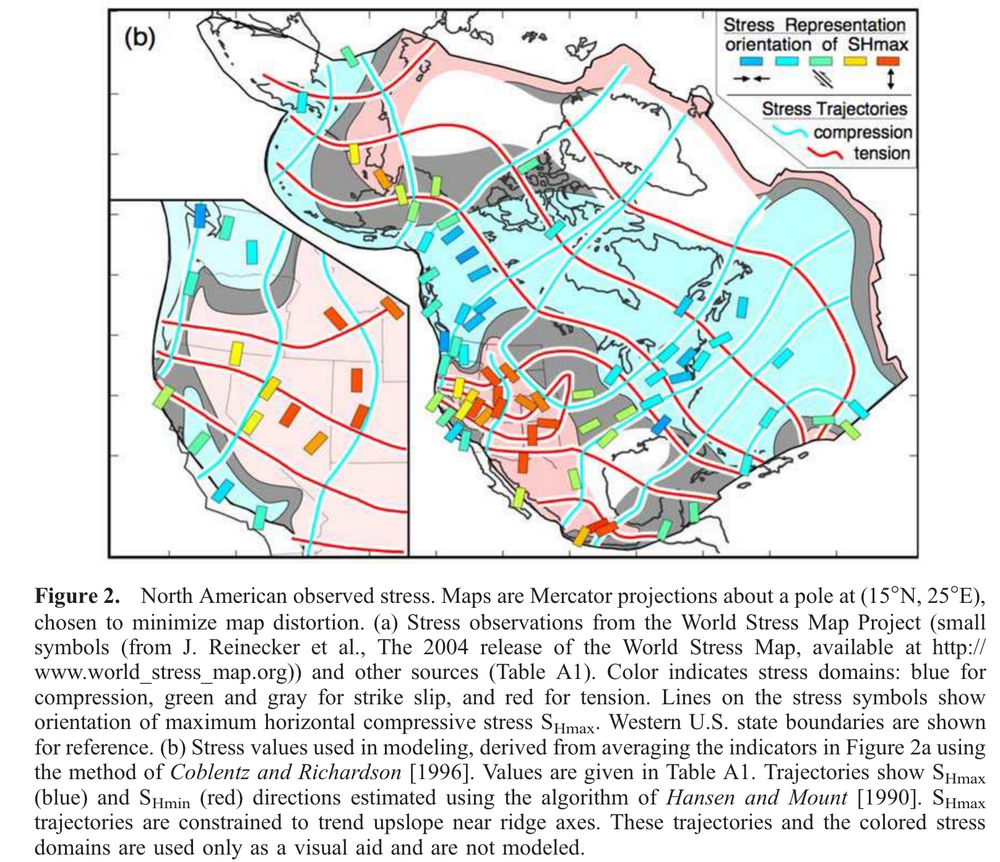 (b)
Stress Representation
orientation of SHmax
Stress Trajectories
compression
tension
Figure 2. North American observed stress. Maps are Mercator projections about a pole at (15°N, 25°E),
chosen to minimize map distortion. (a) Stress observations from the World Stress Map Project (small
symbols (from J. Reinecker et al., The 2004 release of the World Stress Map, available at http://
www.world_stress_map.org)) and other sources (Table A1). Color indicates stress domains: blue for
compression, green and gray for strike slip, and red for tension. Lines on the stress symbols show
orientation of maximum horizontal compressive stress SHmax. Western U.S. state boundaries are shown
for reference. (b) Stress values used in modeling, derived from averaging the indicators in Figure 2a using
the method of Coblentz and Richardson [1996]. Values are given in Table A1. Trajectories show SHmax
(blue) and SHmin (red) directions estimated using the algorithm of Hansen and Mount [1990]. SHmax
trajectories are constrained to trend upslope near ridge axes. These trajectories and the colored stress
domains are used only as a visual aid and are not modeled.